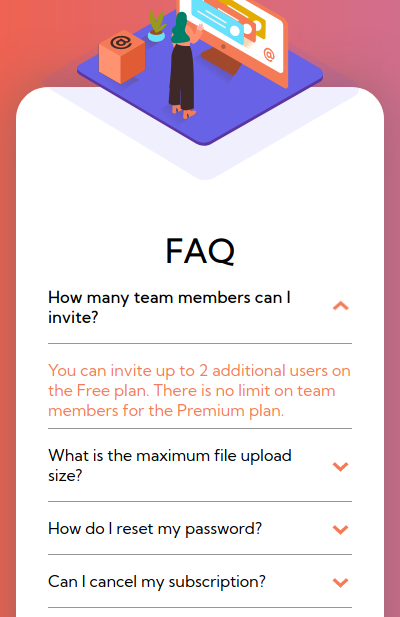 @
@
FAQ
How many team members can I
invite?
You can invite up to 2 additional users on
the Free plan. There is no limit on team
members for the Premium plan.
What is the maximum file upload
size?
How do I reset my password?
Can I cancel my subscription?